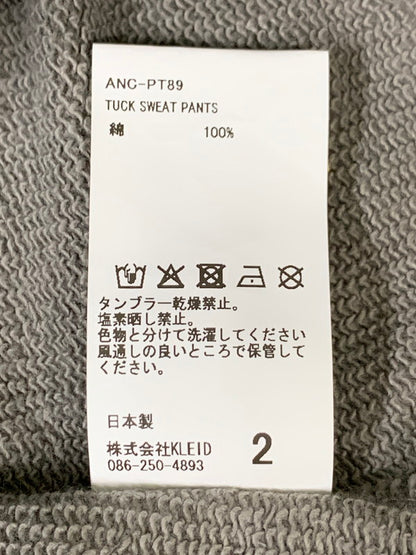 ANC-PT89
TUCK SWEAT PANTS
綿 100%
タンブラー乾燥禁止。
塩素晒し禁止。
色物と分けて洗濯してください
風通しの良いところで保管して
ください。
日本製
株式会社KLEID
086-250-4893
2